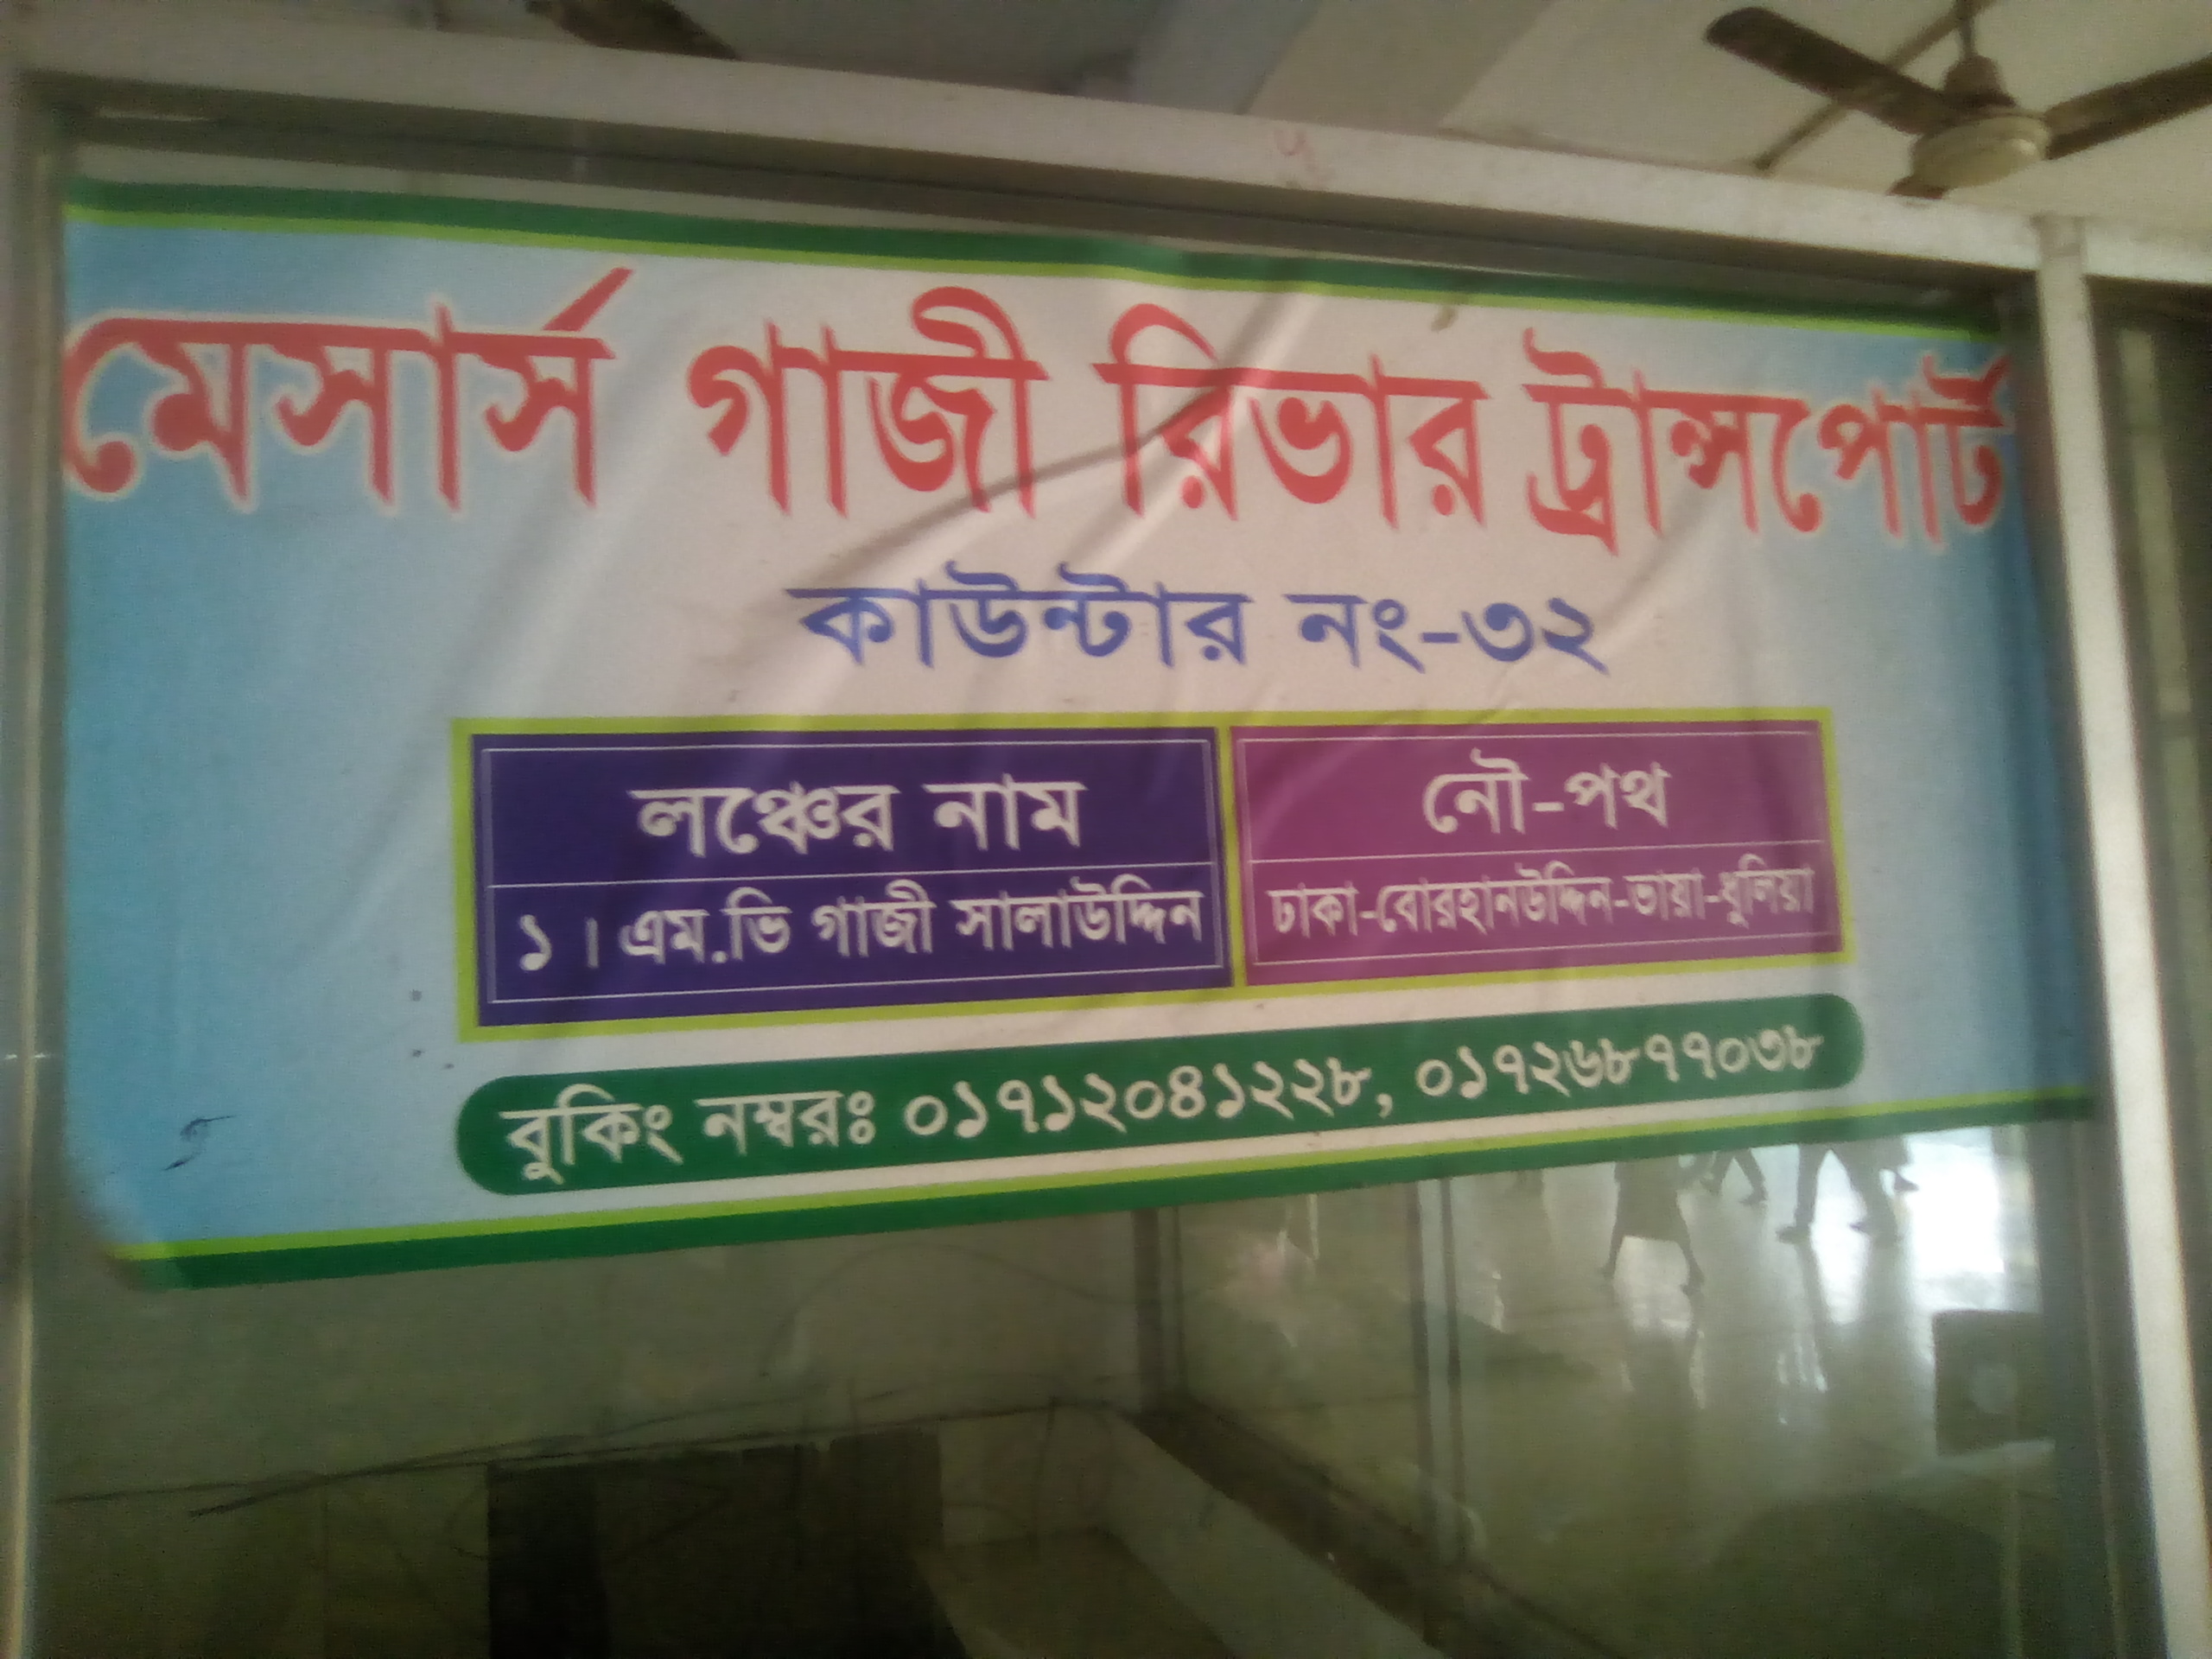 মেসার্স গাজী রিভার ট্রান্সপোর্ট
কাউন্টার নং-৩২
লঞ্চের নাম
১। এম.ভি গাজী সালাউদ্দিন
নৌ-পথ
ঢাকা-বোরহানউদ্দিন-ভায়া-ধুলিয়া
বুকিং নম্বরঃ ০১৭১২০৪১২২৮, ০১৭২৬৮৭৭০৩৮